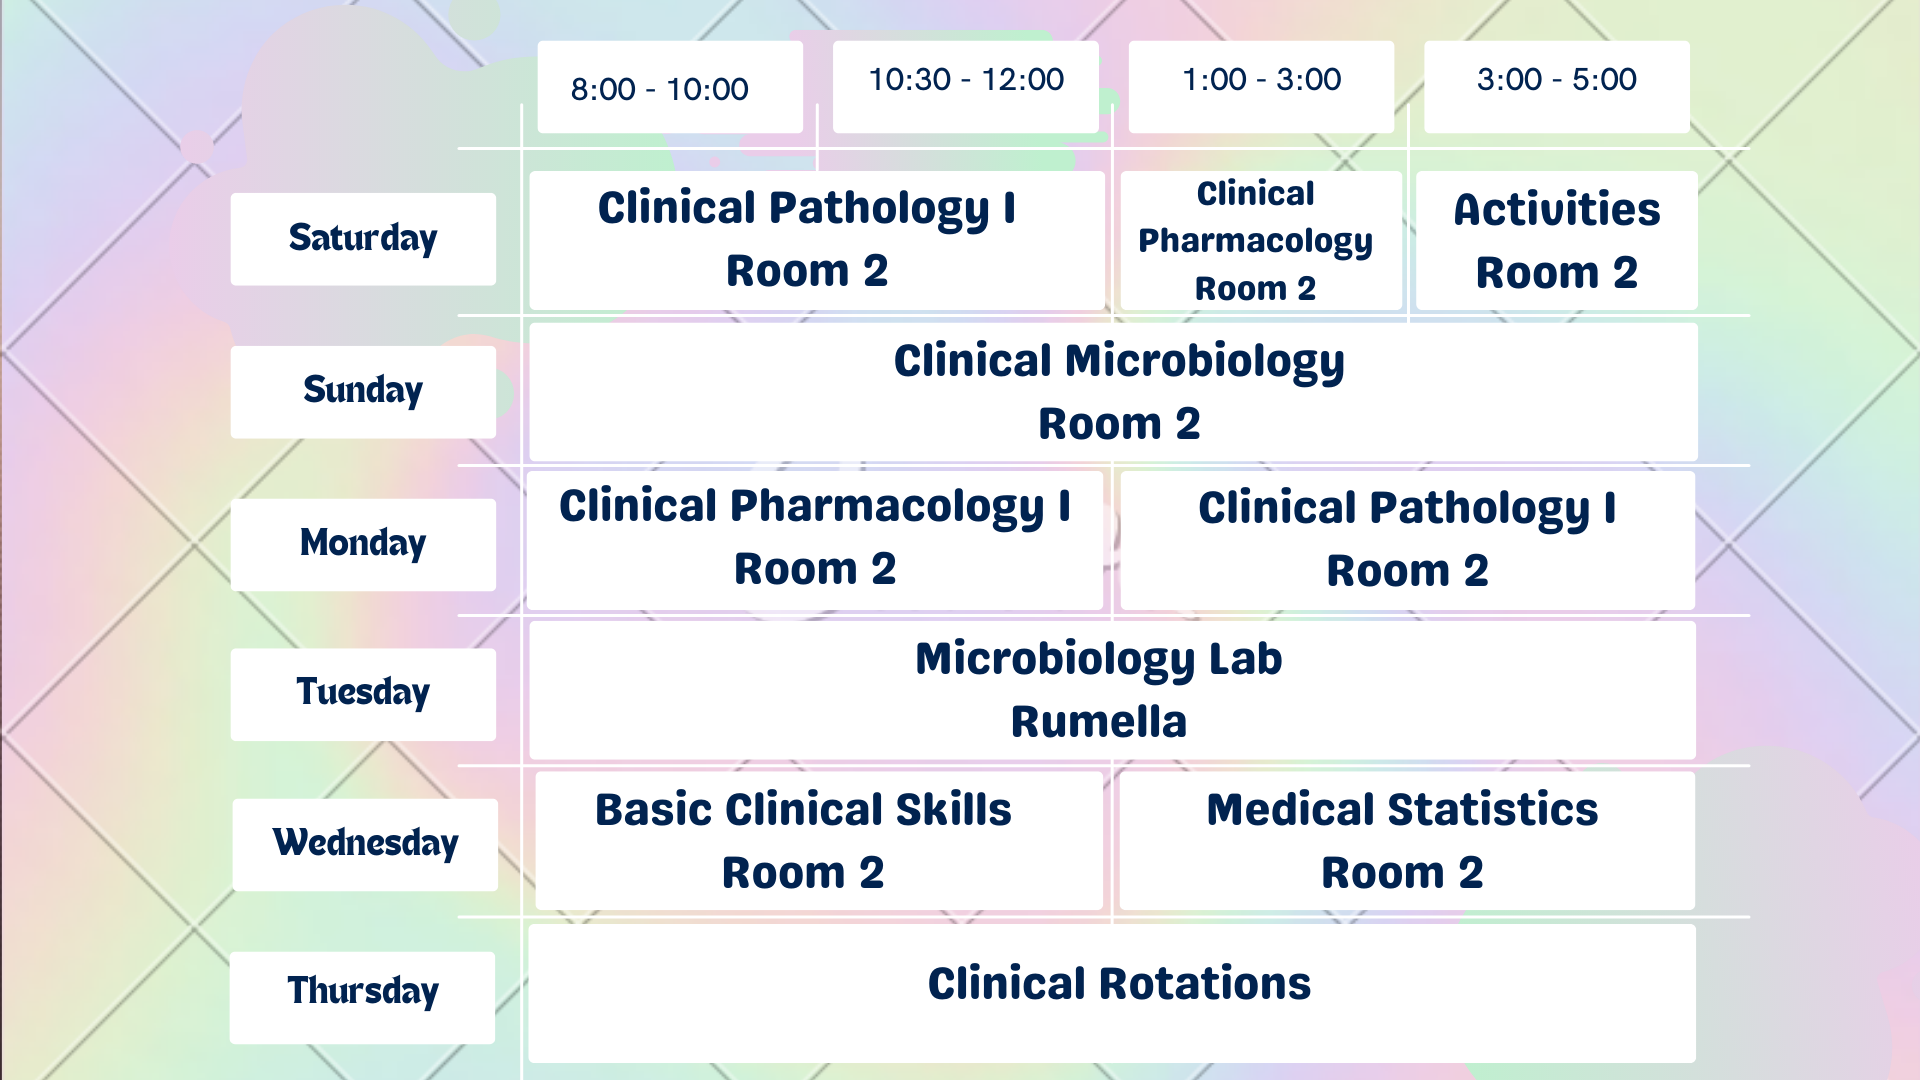 8:00 - 10:00
10:30 - 12:00
1:00 - 3:00
3:00 - 5:00
Saturday
Clinical Pathology I
Room 2
Clinical
Pharmacology
Room 2
Activities
Room 2
Sunday
Clinical Microbiology
Room 2
Monday
Clinical Pharmacology I
Room 2
Clinical Pathology I
Room 2
Tuesday
Microbiology Lab
Rumella
Wednesday
Basic Clinical Skills
Room 2
Medical Statistics
Room 2
Thursday
Clinical Rotations